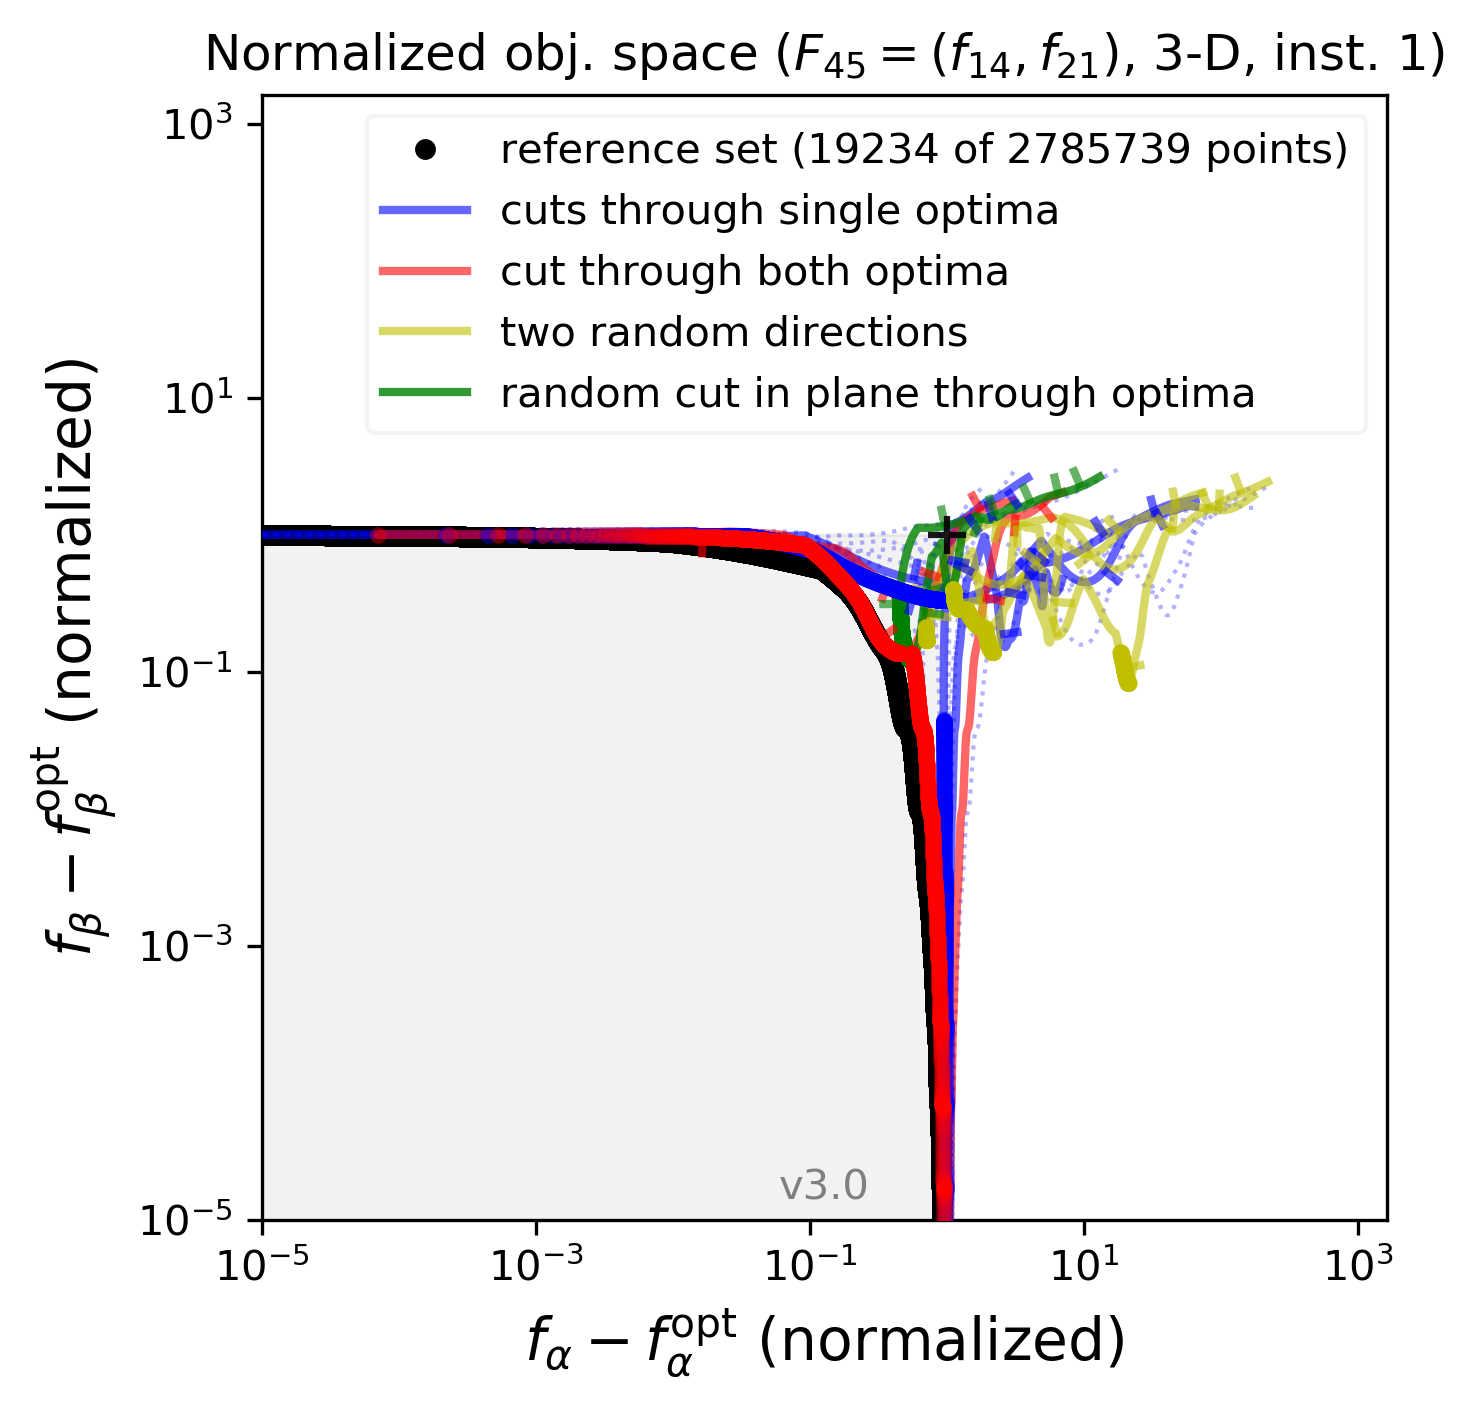 Normalized obj. space (F₄₅ = (f₁₄, f₂₁), 3-D, inst. 1)
reference set (19234 of 2785739 points)
cuts through single optima
cut through both optima
two random directions
random cut in plane through optima
10³
10¹
10⁻¹
10⁻³
10⁻⁵
f_β − f_β^opt (normalized)
v3.0
10⁻⁵
10⁻³
10⁻¹
10¹
10³
f_α − f_α^opt (normalized)